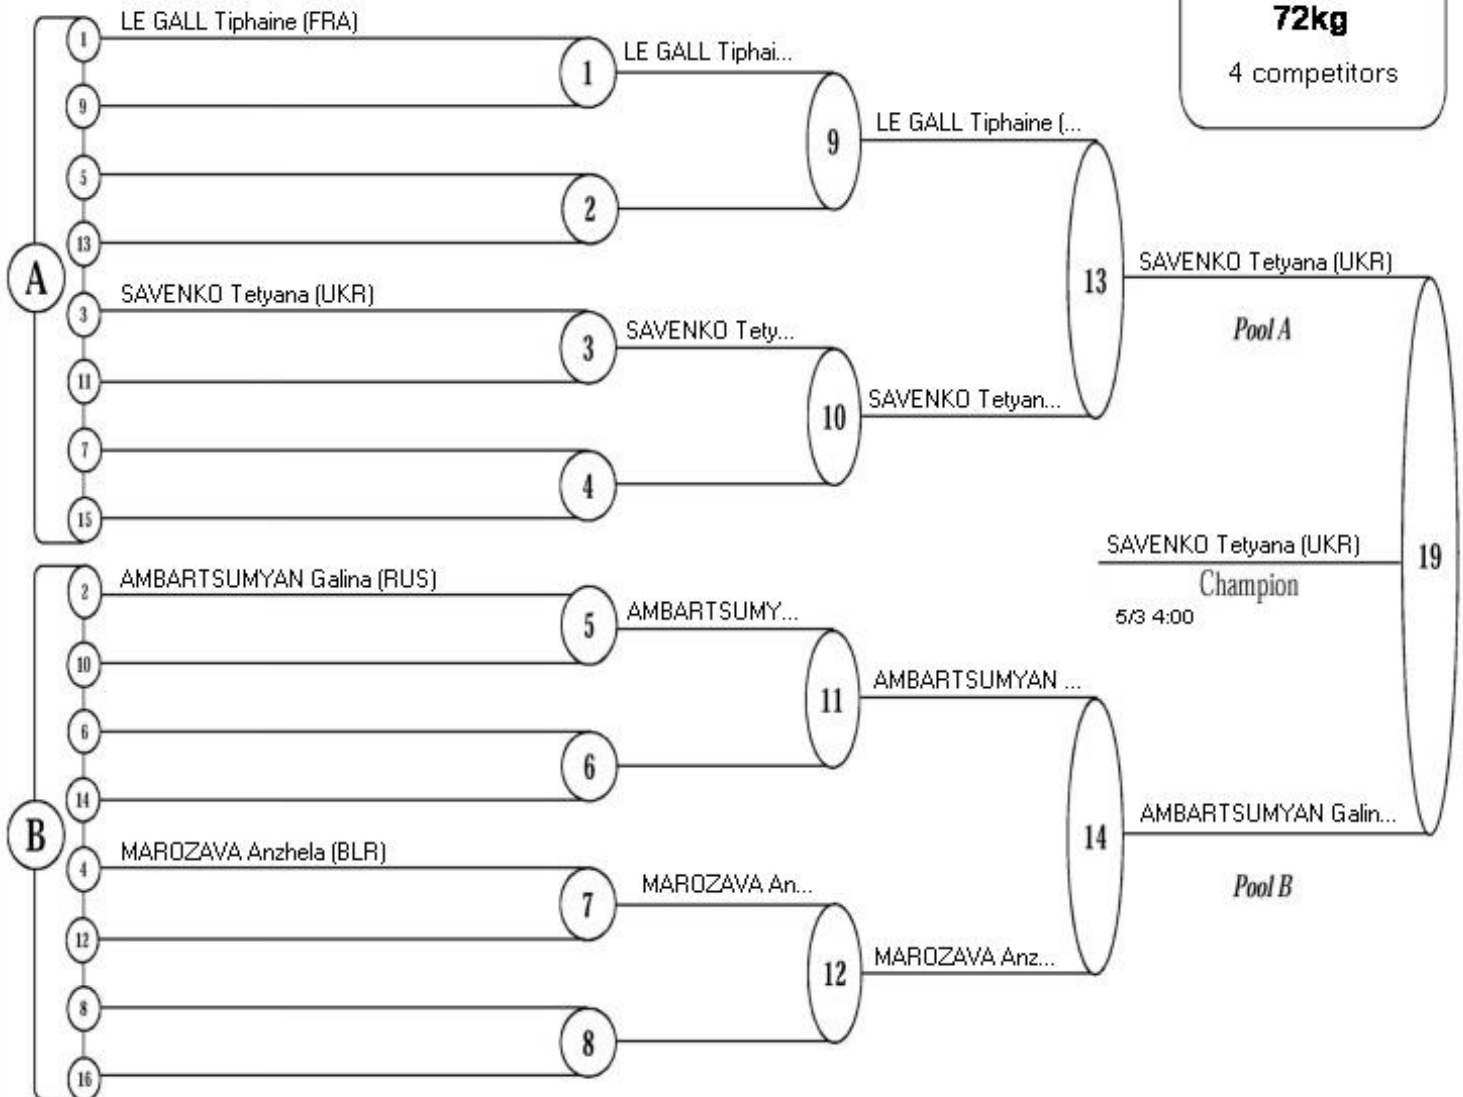 72kg
4 competitors
LE GALL Tiphaine (FRA)
1
9
5
13
A
SAVENKO Tetyana (UKR)
3
11
7
15
AMBARTSUMYAN Galina (RUS)
2
10
6
14
B
MAROZAVA Anzhela (BLR)
4
12
8
16
LE GALL Tiphai...
1
2
SAVENKO Tety...
3
4
AMBARTSUMY...
5
6
MAROZAVA An...
7
8
LE GALL Tiphaine (...
9
SAVENKO Tetyan...
10
AMBARTSUMYAN ...
11
MAROZAVA Anz...
12
SAVENKO Tetyana (UKR)
13
Pool A
AMBARTSUMYAN Galin...
14
Pool B
SAVENKO Tetyana (UKR)
Champion
5/3 4:00
19